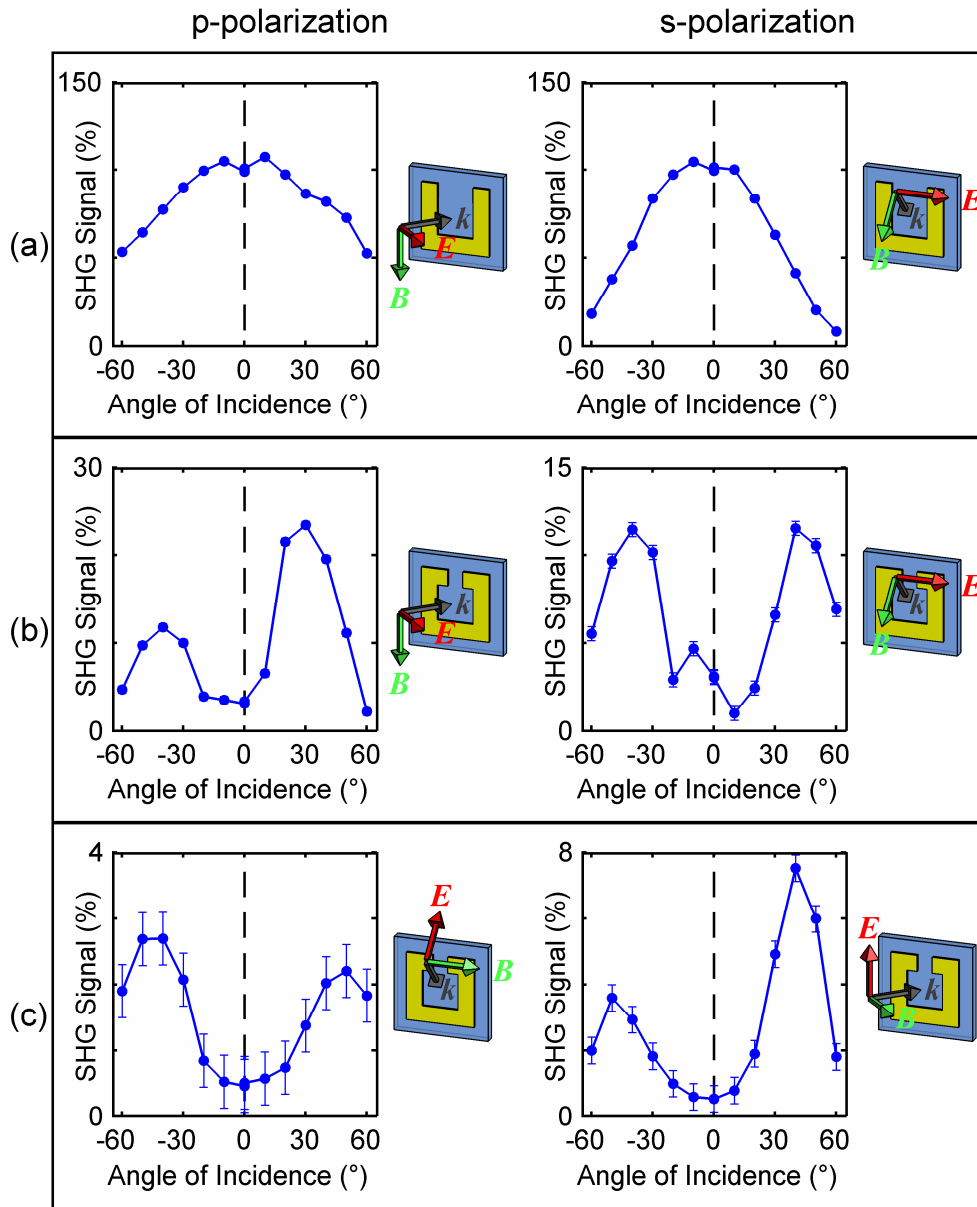 p-polarization s-polarization
(a)
150
SHG Signal (%)
0
-60 -30 0 30 60
Angle of Incidence (°)
k
E
B
150
SHG Signal (%)
0
-60 -30 0 30 60
Angle of Incidence (°)
E
k
B
(b)
30
SHG Signal (%)
0
-60 -30 0 30 60
Angle of Incidence (°)
k
E
B
15
SHG Signal (%)
0
-60 -30 0 30 60
Angle of Incidence (°)
E
k
B
(c)
4
SHG Signal (%)
0
-60 -30 0 30 60
Angle of Incidence (°)
E
B
k
8
SHG Signal (%)
0
-60 -30 0 30 60
Angle of Incidence (°)
E
k
B